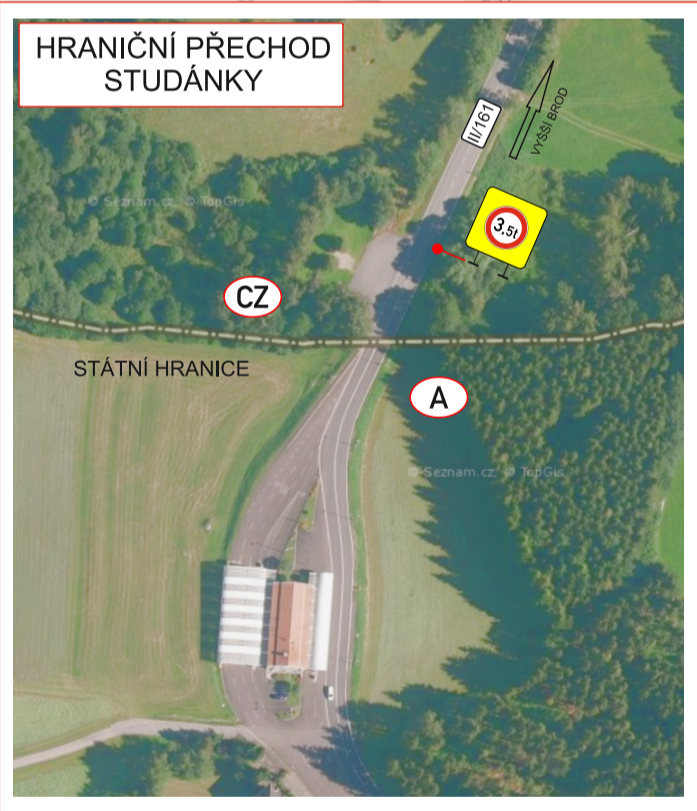 HRANIČNÍ PŘECHOD
STUDÁNKY
II/161
VYŠŠÍ BROD
© Seznam.cz, © TopGis
3,5t
CZ
STÁTNÍ HRANICE
A
© Seznam.cz, © TopGis